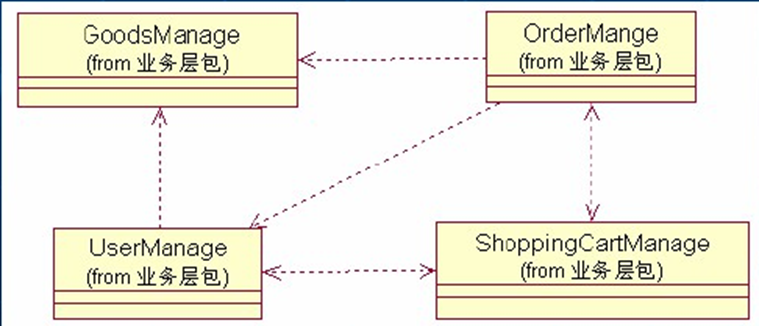 GoodsManage
(from 业务层包)
OrderMange
(from 业务层包)
UserManage
(from 业务层包)
ShoppingCartManage
(from 业务层包)